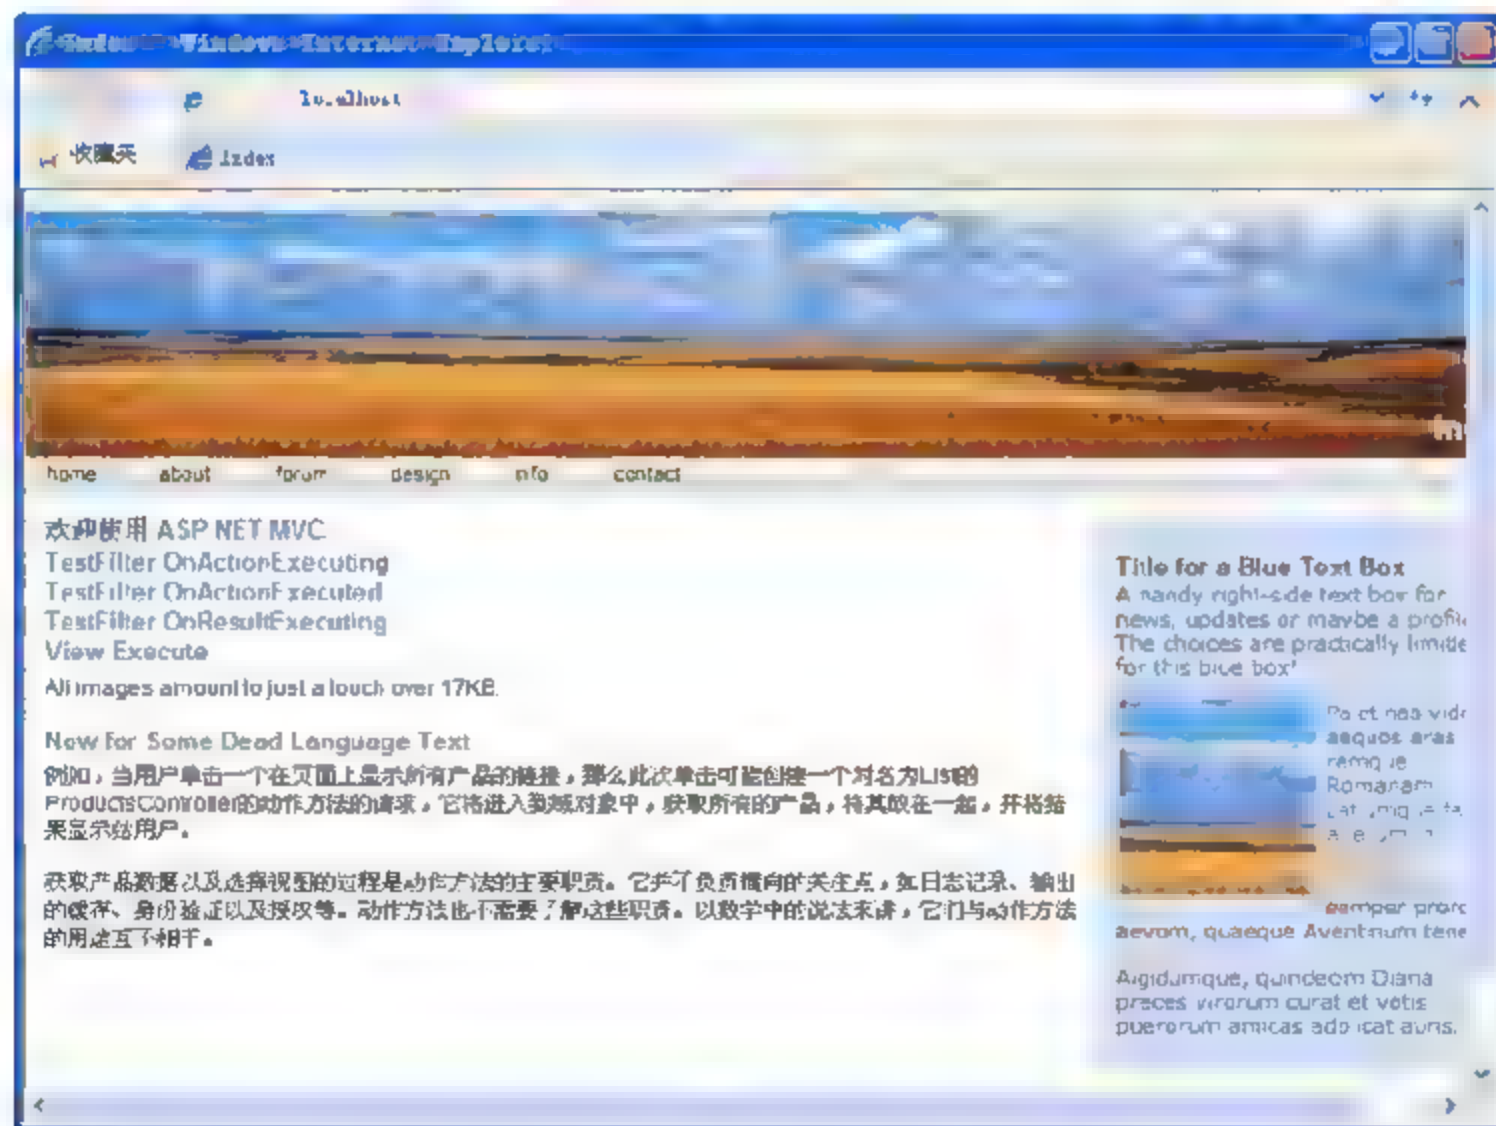 Index - Windows Internet Explorer
localhost
收藏夹
Index
home about forum design info contact
欢迎使用 ASP NET MVC
TestFilter OnActionExecuting
TestFilter OnActionExecuted
TestFilter OnResultExecuting
View Execute
All images amount to just a touch over 17KB.
Now for Some Dead Language Text
例如，当用户单击一个在页面上显示所有产品的链接，那么此次单击可能创建一个对名为List的
ProductsController的动作方法的请求，它将进入到域对象中，获取所有的产品，将其放在一起，并将结
果显示给用户。
获取产品数据以及选择视图的过程是动作方法的主要职责。它并不负责横向的关注点，如日志记录、输出
的缓存、身份验证以及授权等。动作方法也不需要了解这些职责。以数学中的说法来讲，它们与动作方法
的用途互不相干。
Title for a Blue Text Box
A handy right-side text box for
news, updates or maybe a profile
The choices are practically limitle
for this blue box!
aequos aras
remque
Romanam
semper proro
aevom, quaeque Aventinum tene
Algidumque, quindecim Diana
preces virorum curat et votis
puerorum amicas adplicat auris.